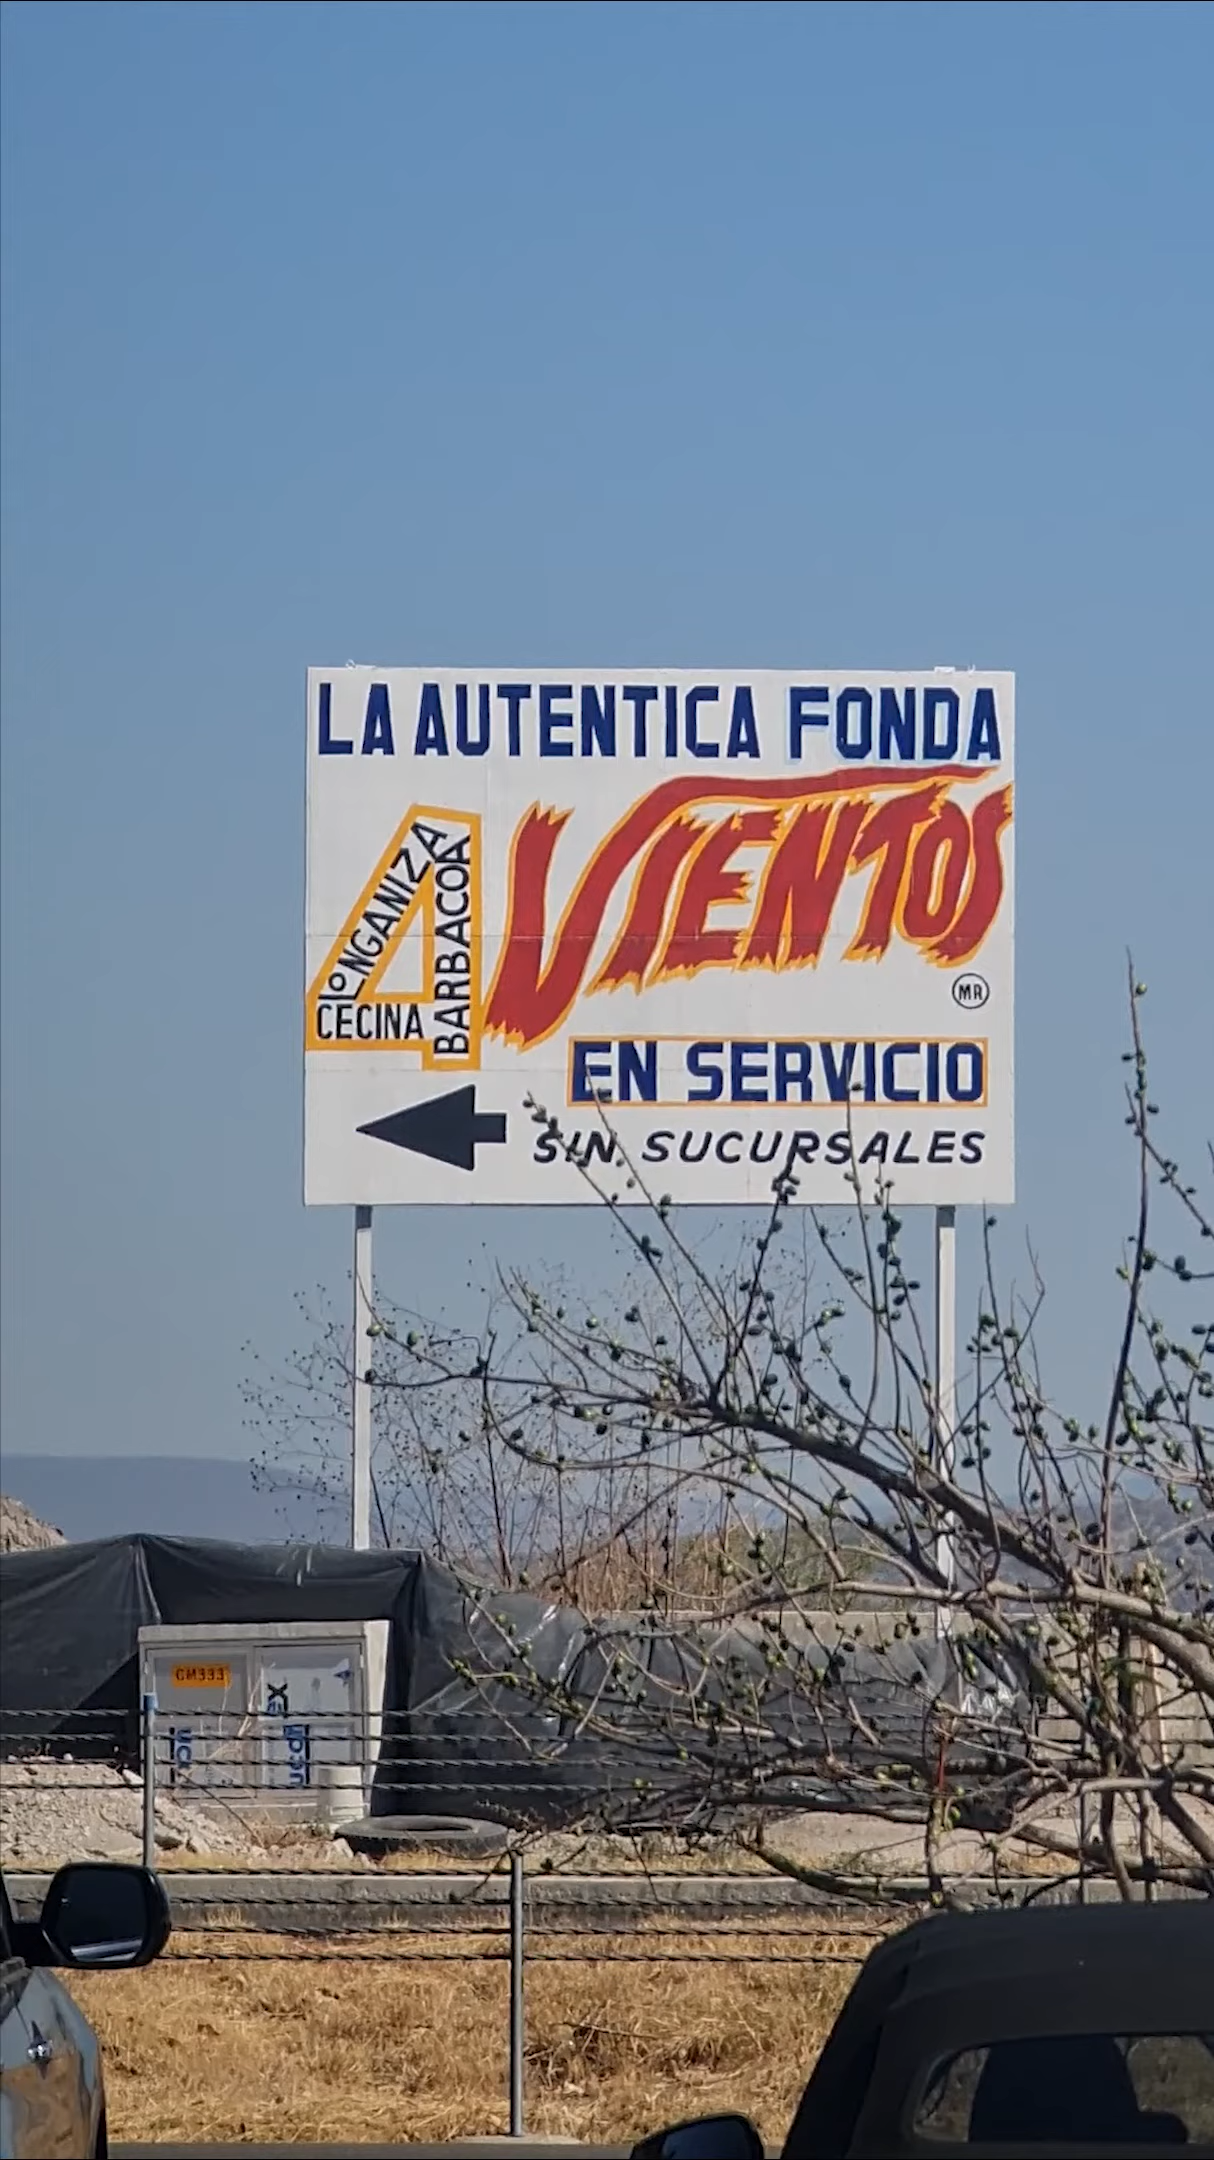 LA AUTENTICA FONDA
4 VIENTOS
LONGANIZA
BARBACOA
CECINA
MR
EN SERVICIO
SIN SUCURSALES
CM333